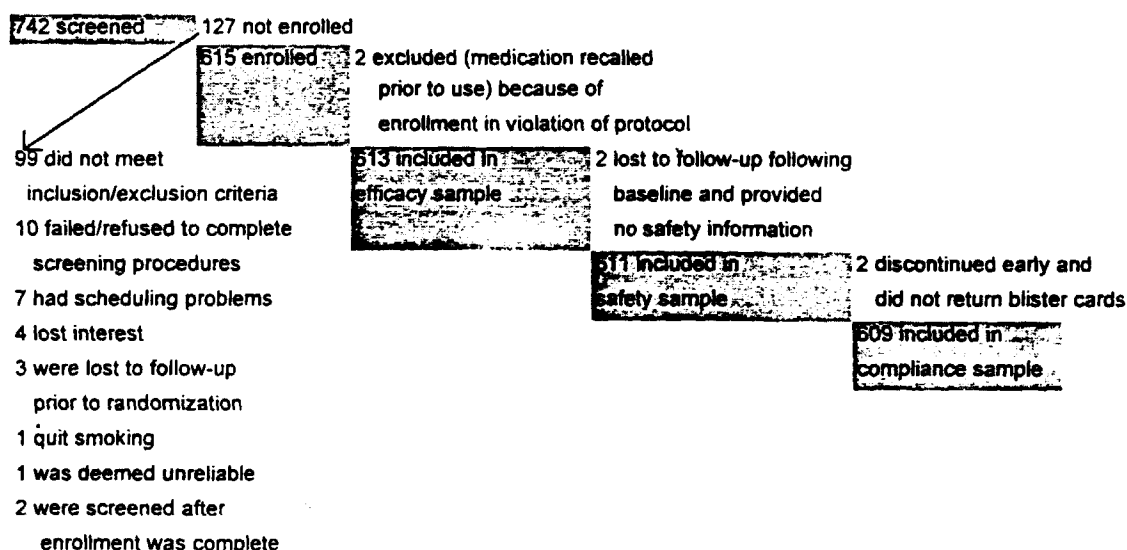 742 screened
127 not enrolled
615 enrolled
2 excluded (medication recalled
prior to use) because of
enrollment in violation of protocol
99 did not meet
inclusion/exclusion criteria
10 failed/refused to complete
screening procedures
7 had scheduling problems
4 lost interest
3 were lost to follow-up
prior to randomization
1 quit smoking
1 was deemed unreliable
2 were screened after
enrollment was complete
613 included in
efficacy sample
2 lost to follow-up following
baseline and provided
no safety information
611 included in
safety sample
2 discontinued early and
did not return blister cards
609 included in
compliance sample